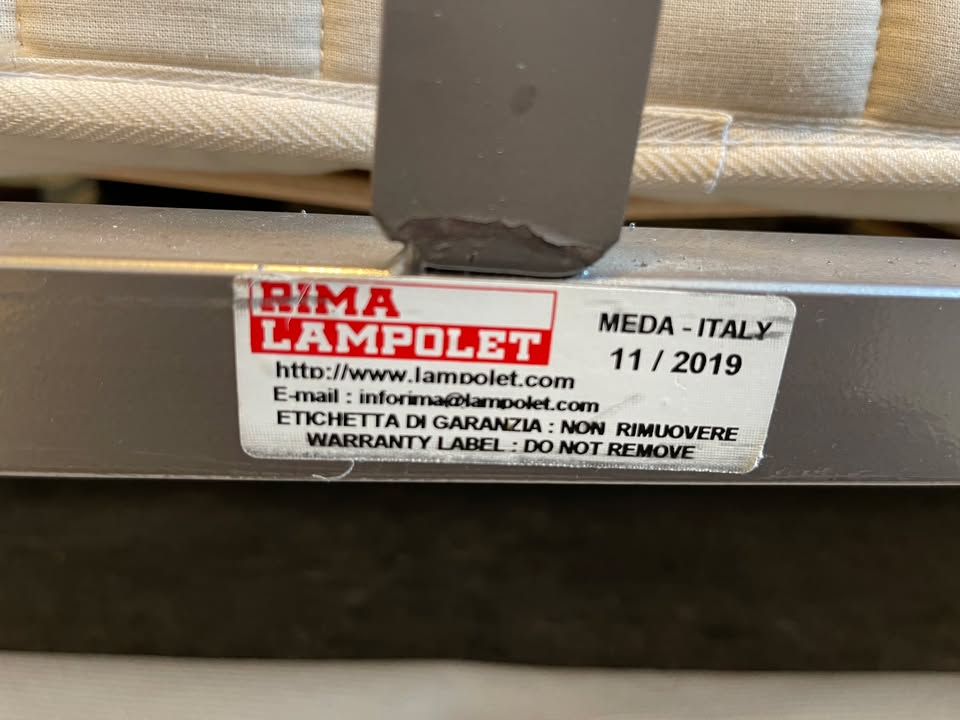 RIMA
LAMPOLET
MEDA - ITALY
11 / 2019
http://www.lampolet.com
E-mail : inforima@lampolet.com
ETICHETTA DI GARANZIA : NON RIMUOVERE
WARRANTY LABEL : DO NOT REMOVE